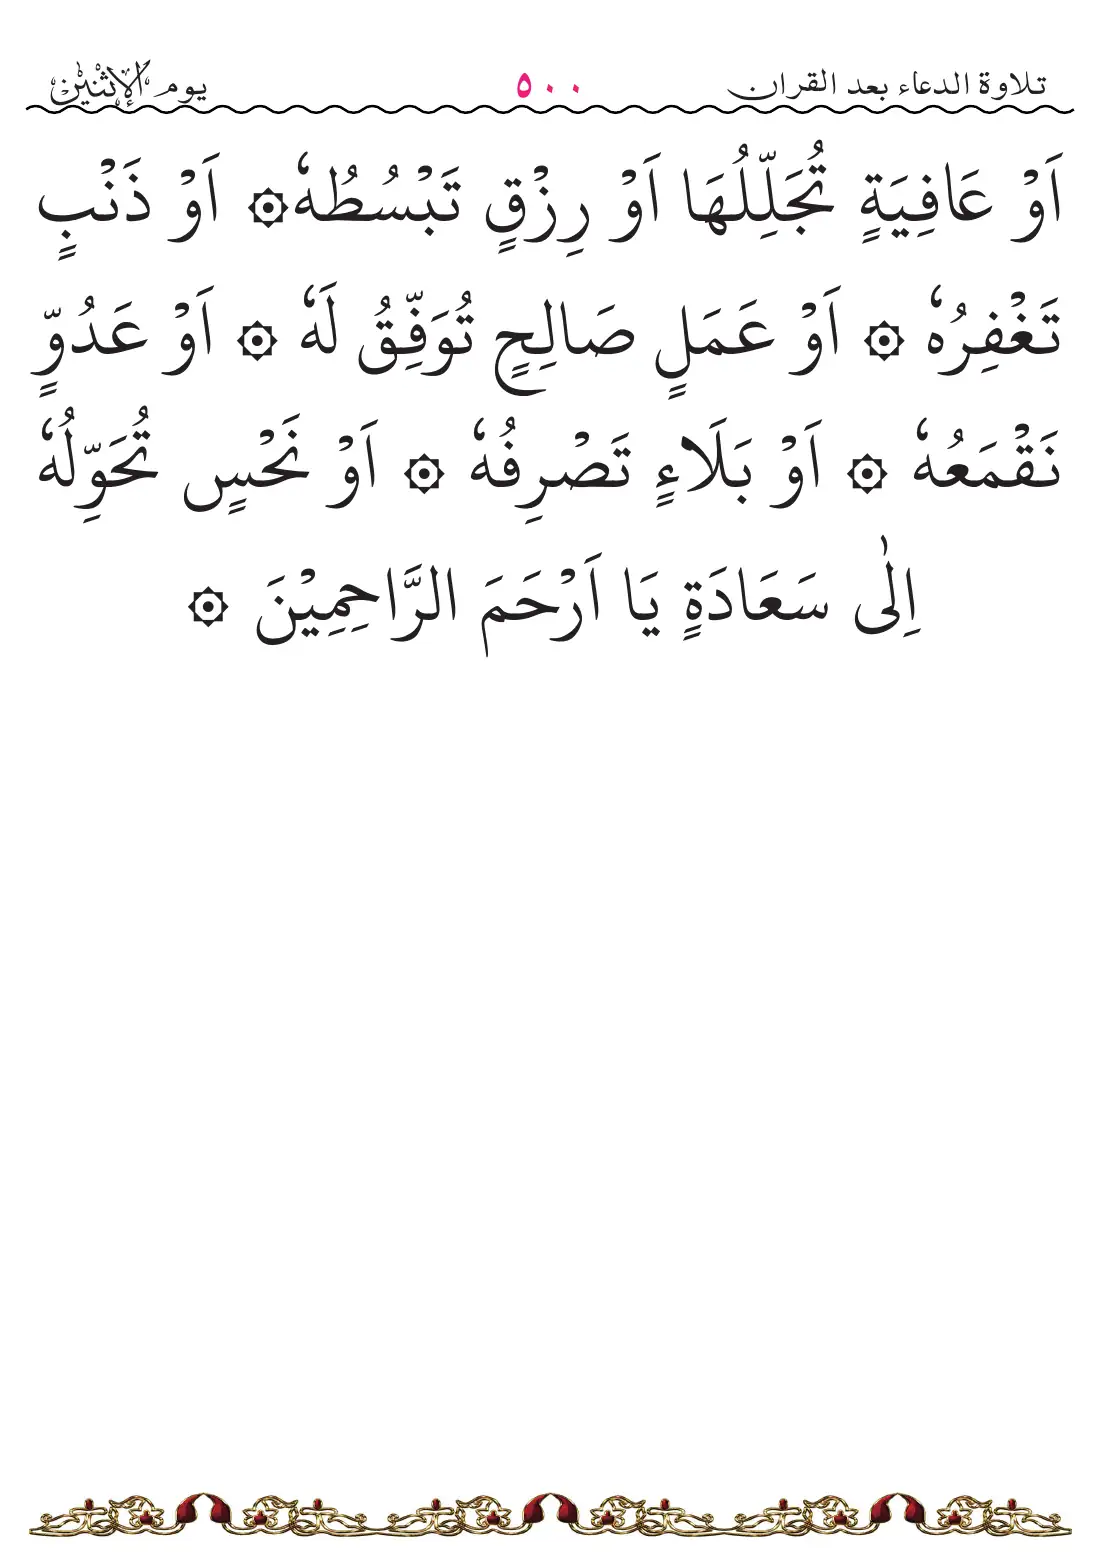 تلاوة الدعاء بعد القران ٥٠٠ يوم الإثنين
اَوْ عَافِيَةٍ تُجَلِّلُهَا اَوْ رِزْقٍ تَبْسُطُهٗ۞ اَوْ ذَنْبٍ
تَغْفِرُهٗ ۞ اَوْ عَمَلٍ صَالِحٍ تُوَفِّقُ لَهٗ ۞ اَوْ عَدُوٍّ
نَقْمَعُهٗ ۞ اَوْ بَلَاءٍ تَصْرِفُهٗ ۞ اَوْ نَحْسٍ تُحَوِّلُهٗ
اِلٰى سَعَادَةٍ يَا اَرْحَمَ الرَّاحِمِيْنَ ۞